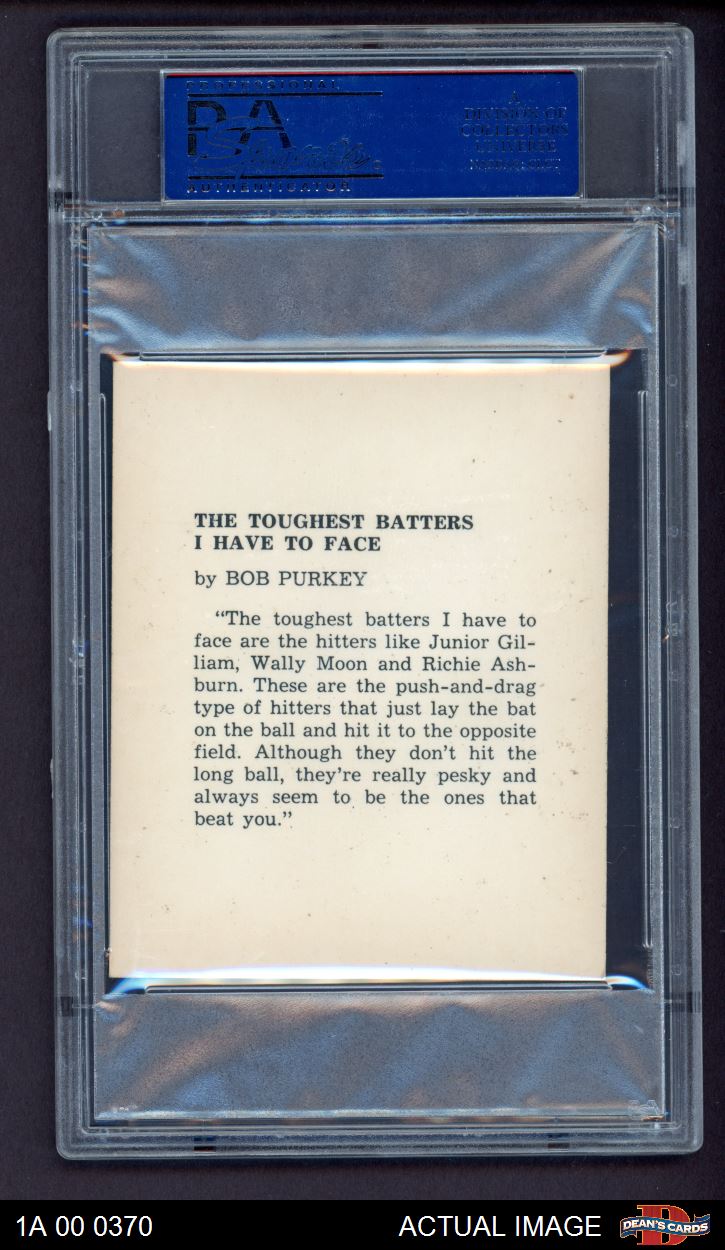 PROFESSIONAL
PSA
Sports
AUTHENTICATOR
A
DIVISION OF
COLLECTORS
UNIVERSE
NASDAQ: CLCT
THE TOUGHEST BATTERS
I HAVE TO FACE
by BOB PURKEY
“The toughest batters I have to
face are the hitters like Junior Gil-
liam, Wally Moon and Richie Ash-
burn. These are the push-and-drag
type of hitters that just lay the bat
on the ball and hit it to the opposite
field. Although they don't hit the
long ball, they're really pesky and
always seem to be the ones that
beat you.”
1A 00 0370
ACTUAL IMAGE
DEAN'S CARDS